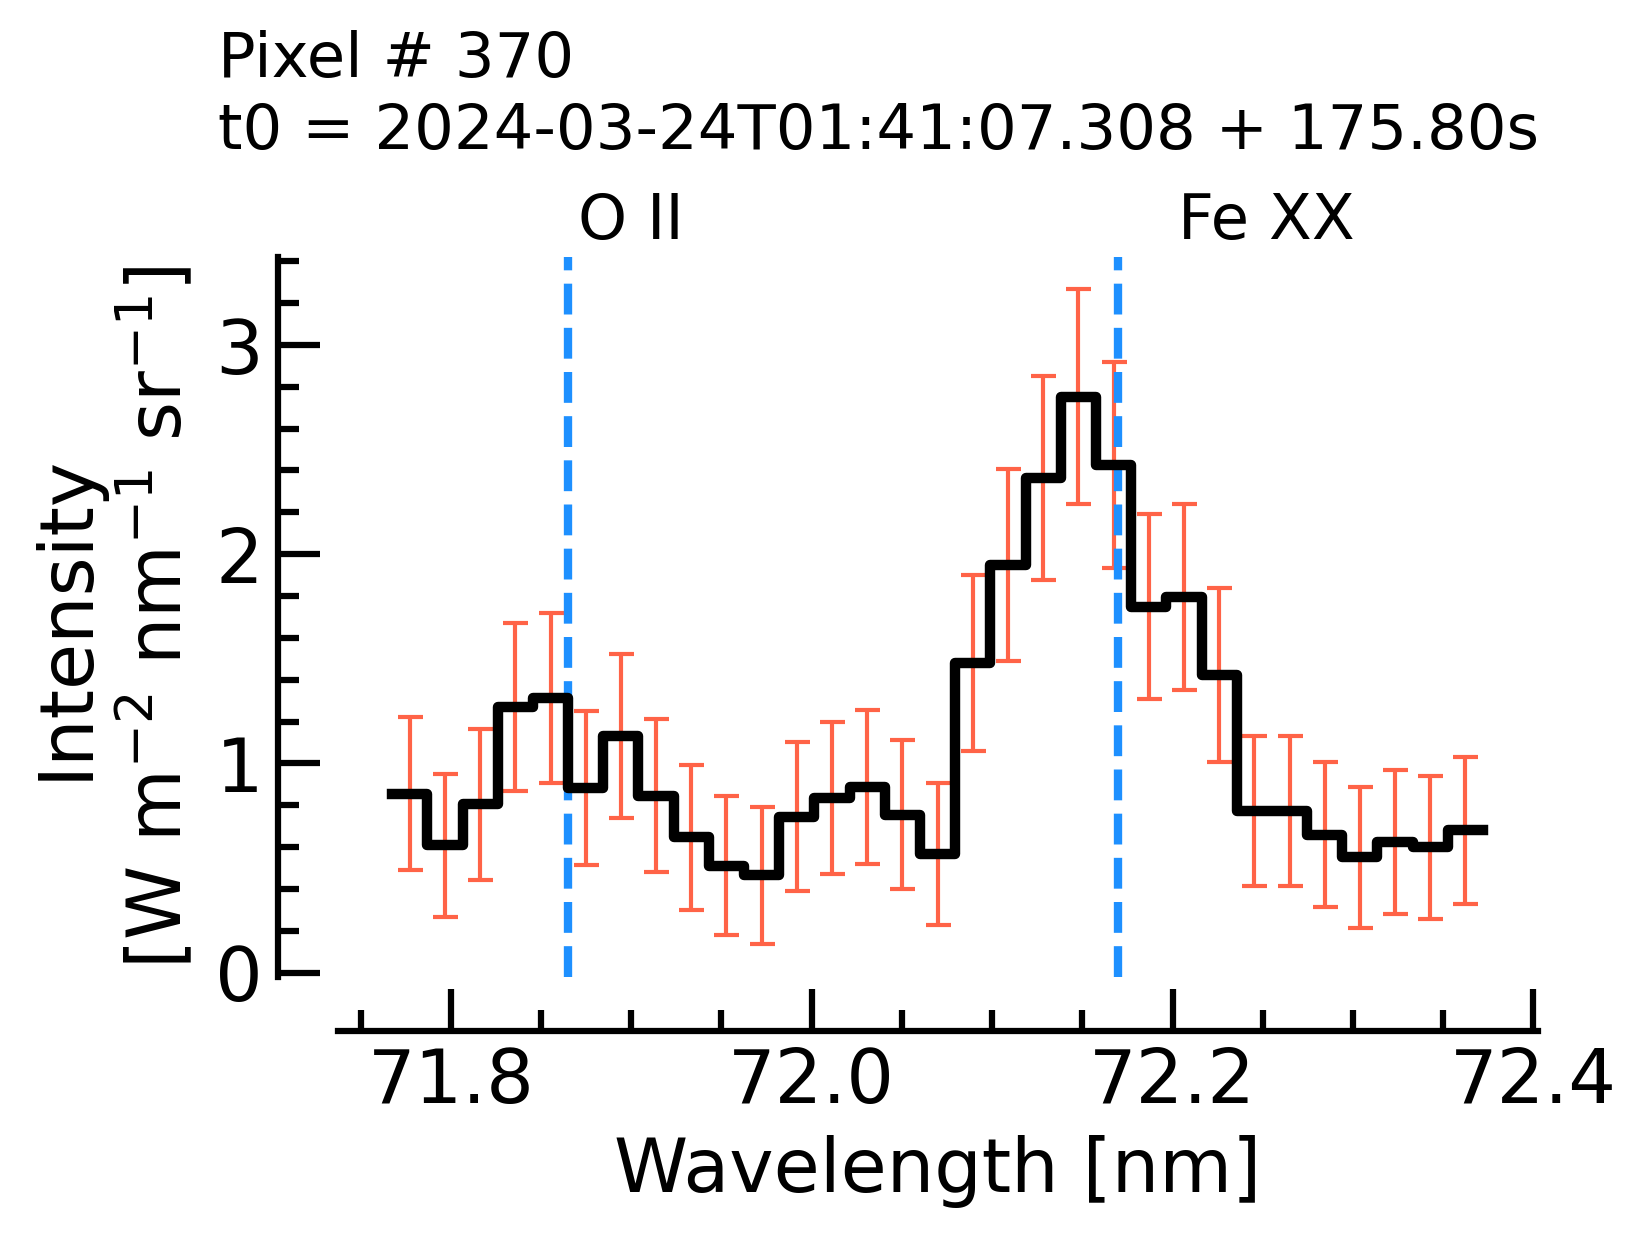 Pixel # 370
t0 = 2024-03-24T01:41:07.308 + 175.80s
O II
Fe XX
Intensity
[W m⁻² nm⁻¹ sr⁻¹]
3
2
1
0
71.8
72.0
72.2
72.4
Wavelength [nm]